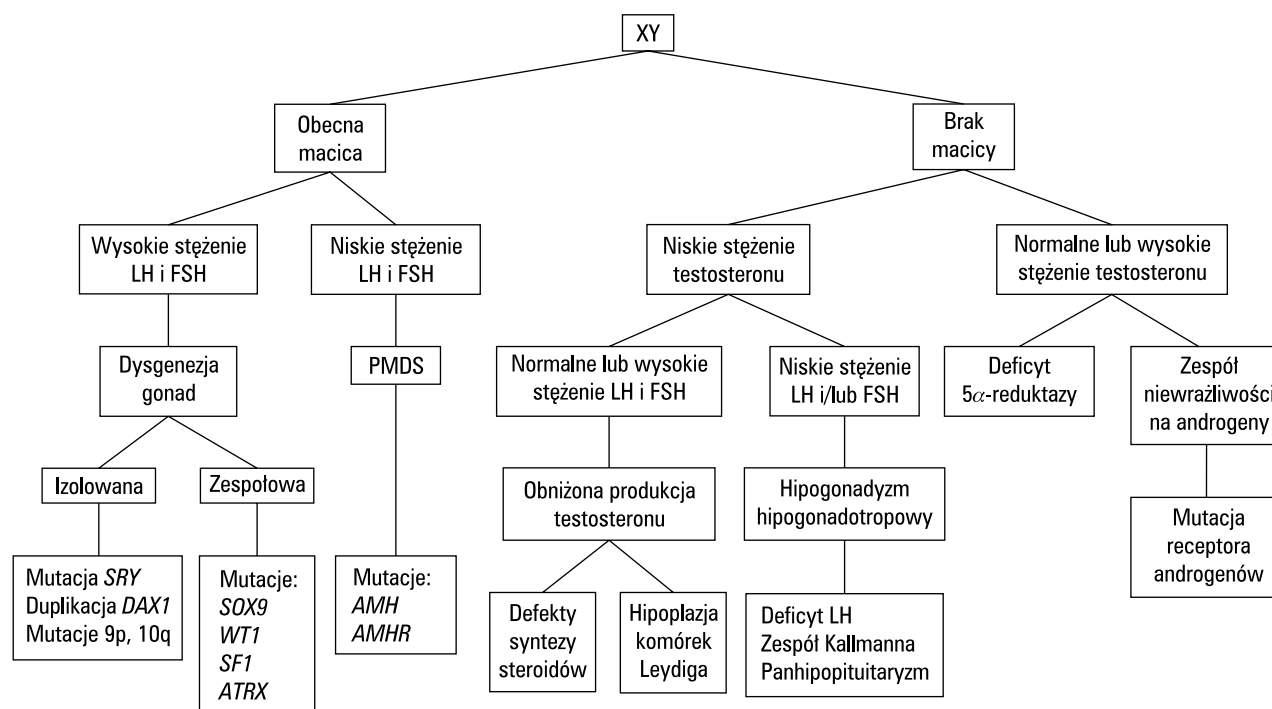 XY
Obecna
macica
Brak
macicy
Wysokie stężenie
LH i FSH
Niskie stężenie
LH i FSH
Niskie stężenie
testosteronu
Normalne lub wysokie
stężenie testosteronu
Dysgenezja
gonad
PMDS
Normalne lub wysokie
stężenie LH i FSH
Niskie stężenie
LH i/lub FSH
Deficyt
5α-reduktazy
Zespół
niewrażliwości
na androgeny
Izolowana
Zespołowa
Obniżona produkcja
testosteronu
Hipogonadyzm
hipogonadotropowy
Mutacja
receptora
androgenów
Mutacja SRY
Duplikacja DAX1
Mutacje 9p, 10q
Mutacje:
SOX9
WT1
SF1
ATRX
Mutacje:
AMH
AMHR
Defekty
syntezy
steroidów
Hipoplazja
komórek
Leydiga
Deficyt LH
Zespół Kallmanna
Panhipopituitaryzm